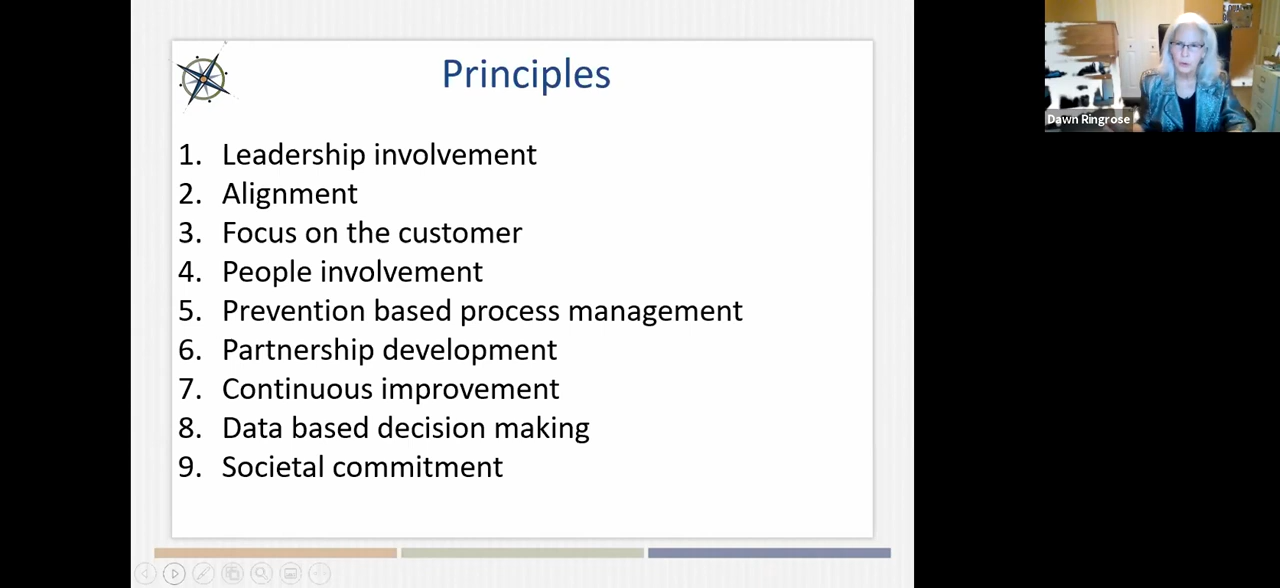 Principles
1. Leadership involvement
2. Alignment
3. Focus on the customer
4. People involvement
5. Prevention based process management
6. Partnership development
7. Continuous improvement
8. Data based decision making
9. Societal commitment
Dawn Ringrose